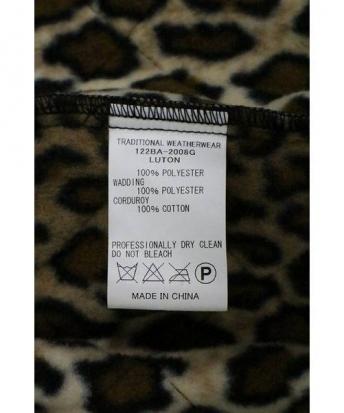 TRADITIONAL WEATHERWEAR
122BA-2008G
LUTON
100% POLYESTER
WADDING
100% POLYESTER
CORDUROY
100% COTTON
PROFESSIONALLY DRY CLEAN
DO NOT BLEACH
P
MADE IN CHINA